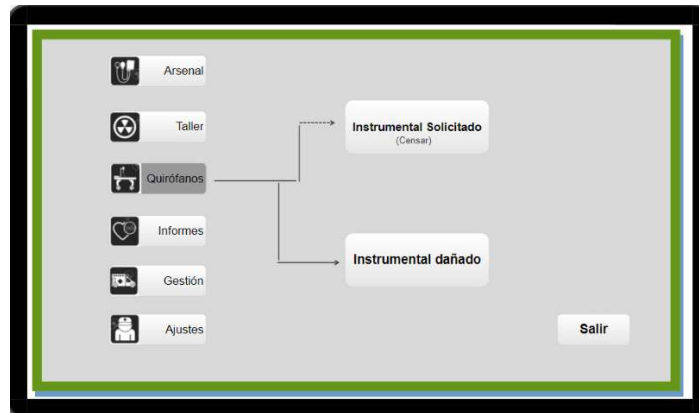 Arsenal
Taller
Quirófanos
Informes
Gestión
Ajustes
Instrumental Solicitado
(Censar)
Instrumental dañado
Salir